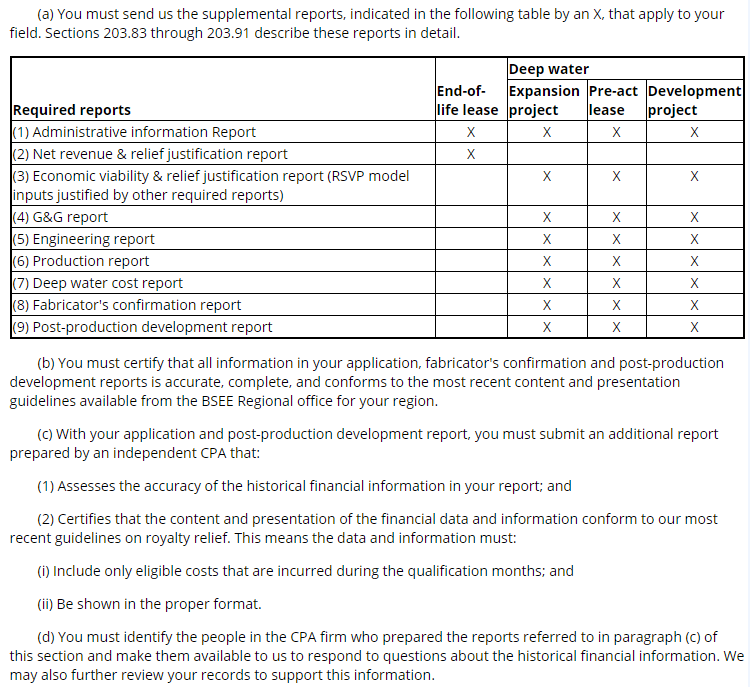 (a) You must send us the supplemental reports, indicated in the following table by an X, that apply to your
field. Sections 203.83 through 203.91 describe these reports in detail.
Required reports End-of-life lease Deep water
Expansion project Pre-act lease Development project
(1) Administrative information Report X X X X
(2) Net revenue & relief justification report X
(3) Economic viability & relief justification report (RSVP model
inputs justified by other required reports) X X X
(4) G&G report X X X
(5) Engineering report X X X
(6) Production report X X X
(7) Deep water cost report X X X
(8) Fabricator's confirmation report X X X
(9) Post-production development report X X X
(b) You must certify that all information in your application, fabricator's confirmation and post-production
development reports is accurate, complete, and conforms to the most recent content and presentation
guidelines available from the BSEE Regional office for your region.
(c) With your application and post-production development report, you must submit an additional report
prepared by an independent CPA that:
(1) Assesses the accuracy of the historical financial information in your report; and
(2) Certifies that the content and presentation of the financial data and information conform to our most
recent guidelines on royalty relief. This means the data and information must:
(i) Include only eligible costs that are incurred during the qualification months; and
(ii) Be shown in the proper format.
(d) You must identify the people in the CPA firm who prepared the reports referred to in paragraph (c) of
this section and make them available to us to respond to questions about the historical financial information. We
may also further review your records to support this information.